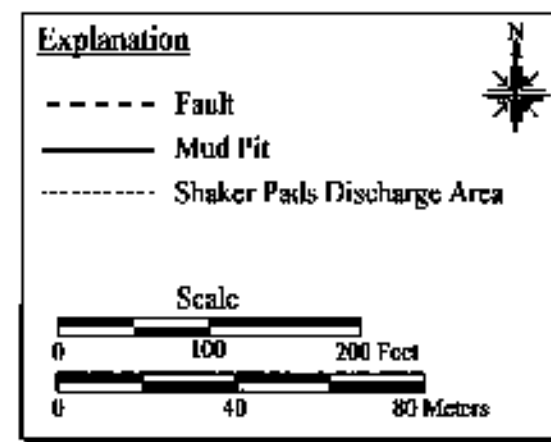 Explanation
N
Fault
Mud Pit
Shaker Pads Discharge Area
Scale
0 100 200 Feet
0 40 80 Meters